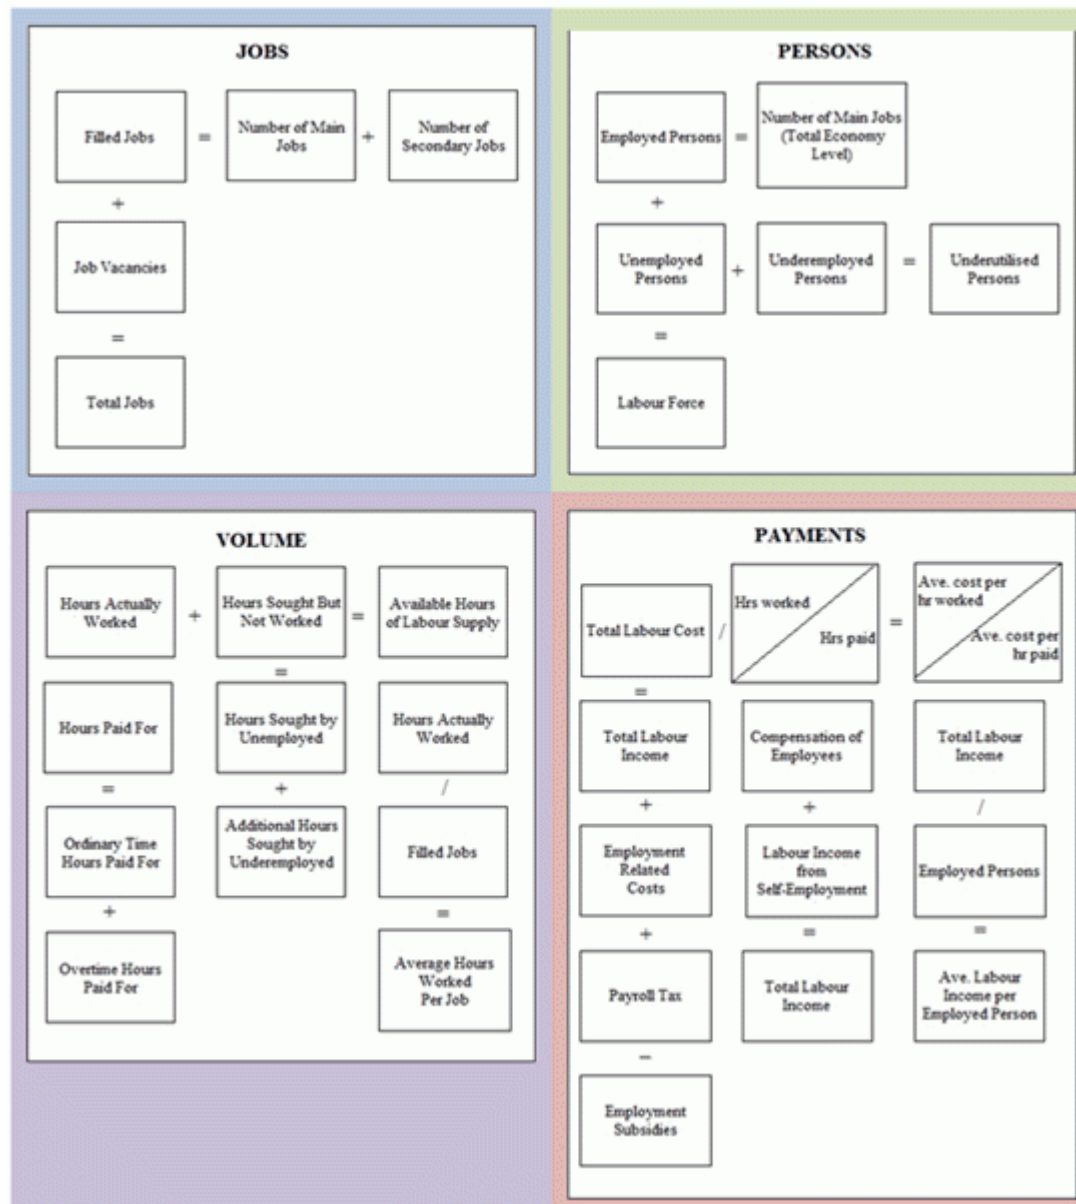 JOBS
Filled Jobs
=
Number of Main
Jobs
+
Number of
Secondary Jobs
+
Job Vacancies
=
Total Jobs
PERSONS
Employed Persons
=
Number of Main Jobs
(Total Economy
Level)
+
Unemployed
Persons
+
Underemployed
Persons
=
Underutilised
Persons
=
Labour Force
VOLUME
Hours Actually
Worked
+
Hours Sought But
Not Worked
=
Available Hours
of Labour Supply
=
Hours Paid For
Hours Sought by
Unemployed
Hours Actually
Worked
=
+
/
Ordinary Time
Hours Paid For
Additional Hours
Sought by
Underemployed
Filled Jobs
+
=
Overtime Hours
Paid For
Average Hours
Worked
Per Job
PAYMENTS
Total Labour Cost
/
Hrs worked
Hrs paid
=
Ave. cost per
hr worked
Ave. cost per
hr paid
=
Total Labour
Income
Compensation of
Employees
Total Labour
Income
+
+
/
Employment
Related
Costs
Labour Income
from
Self-Employment
Employed Persons
+
=
=
Payroll Tax
Total Labour
Income
Ave. Labour
Income per
Employed Person
-
Employment
Subsidies